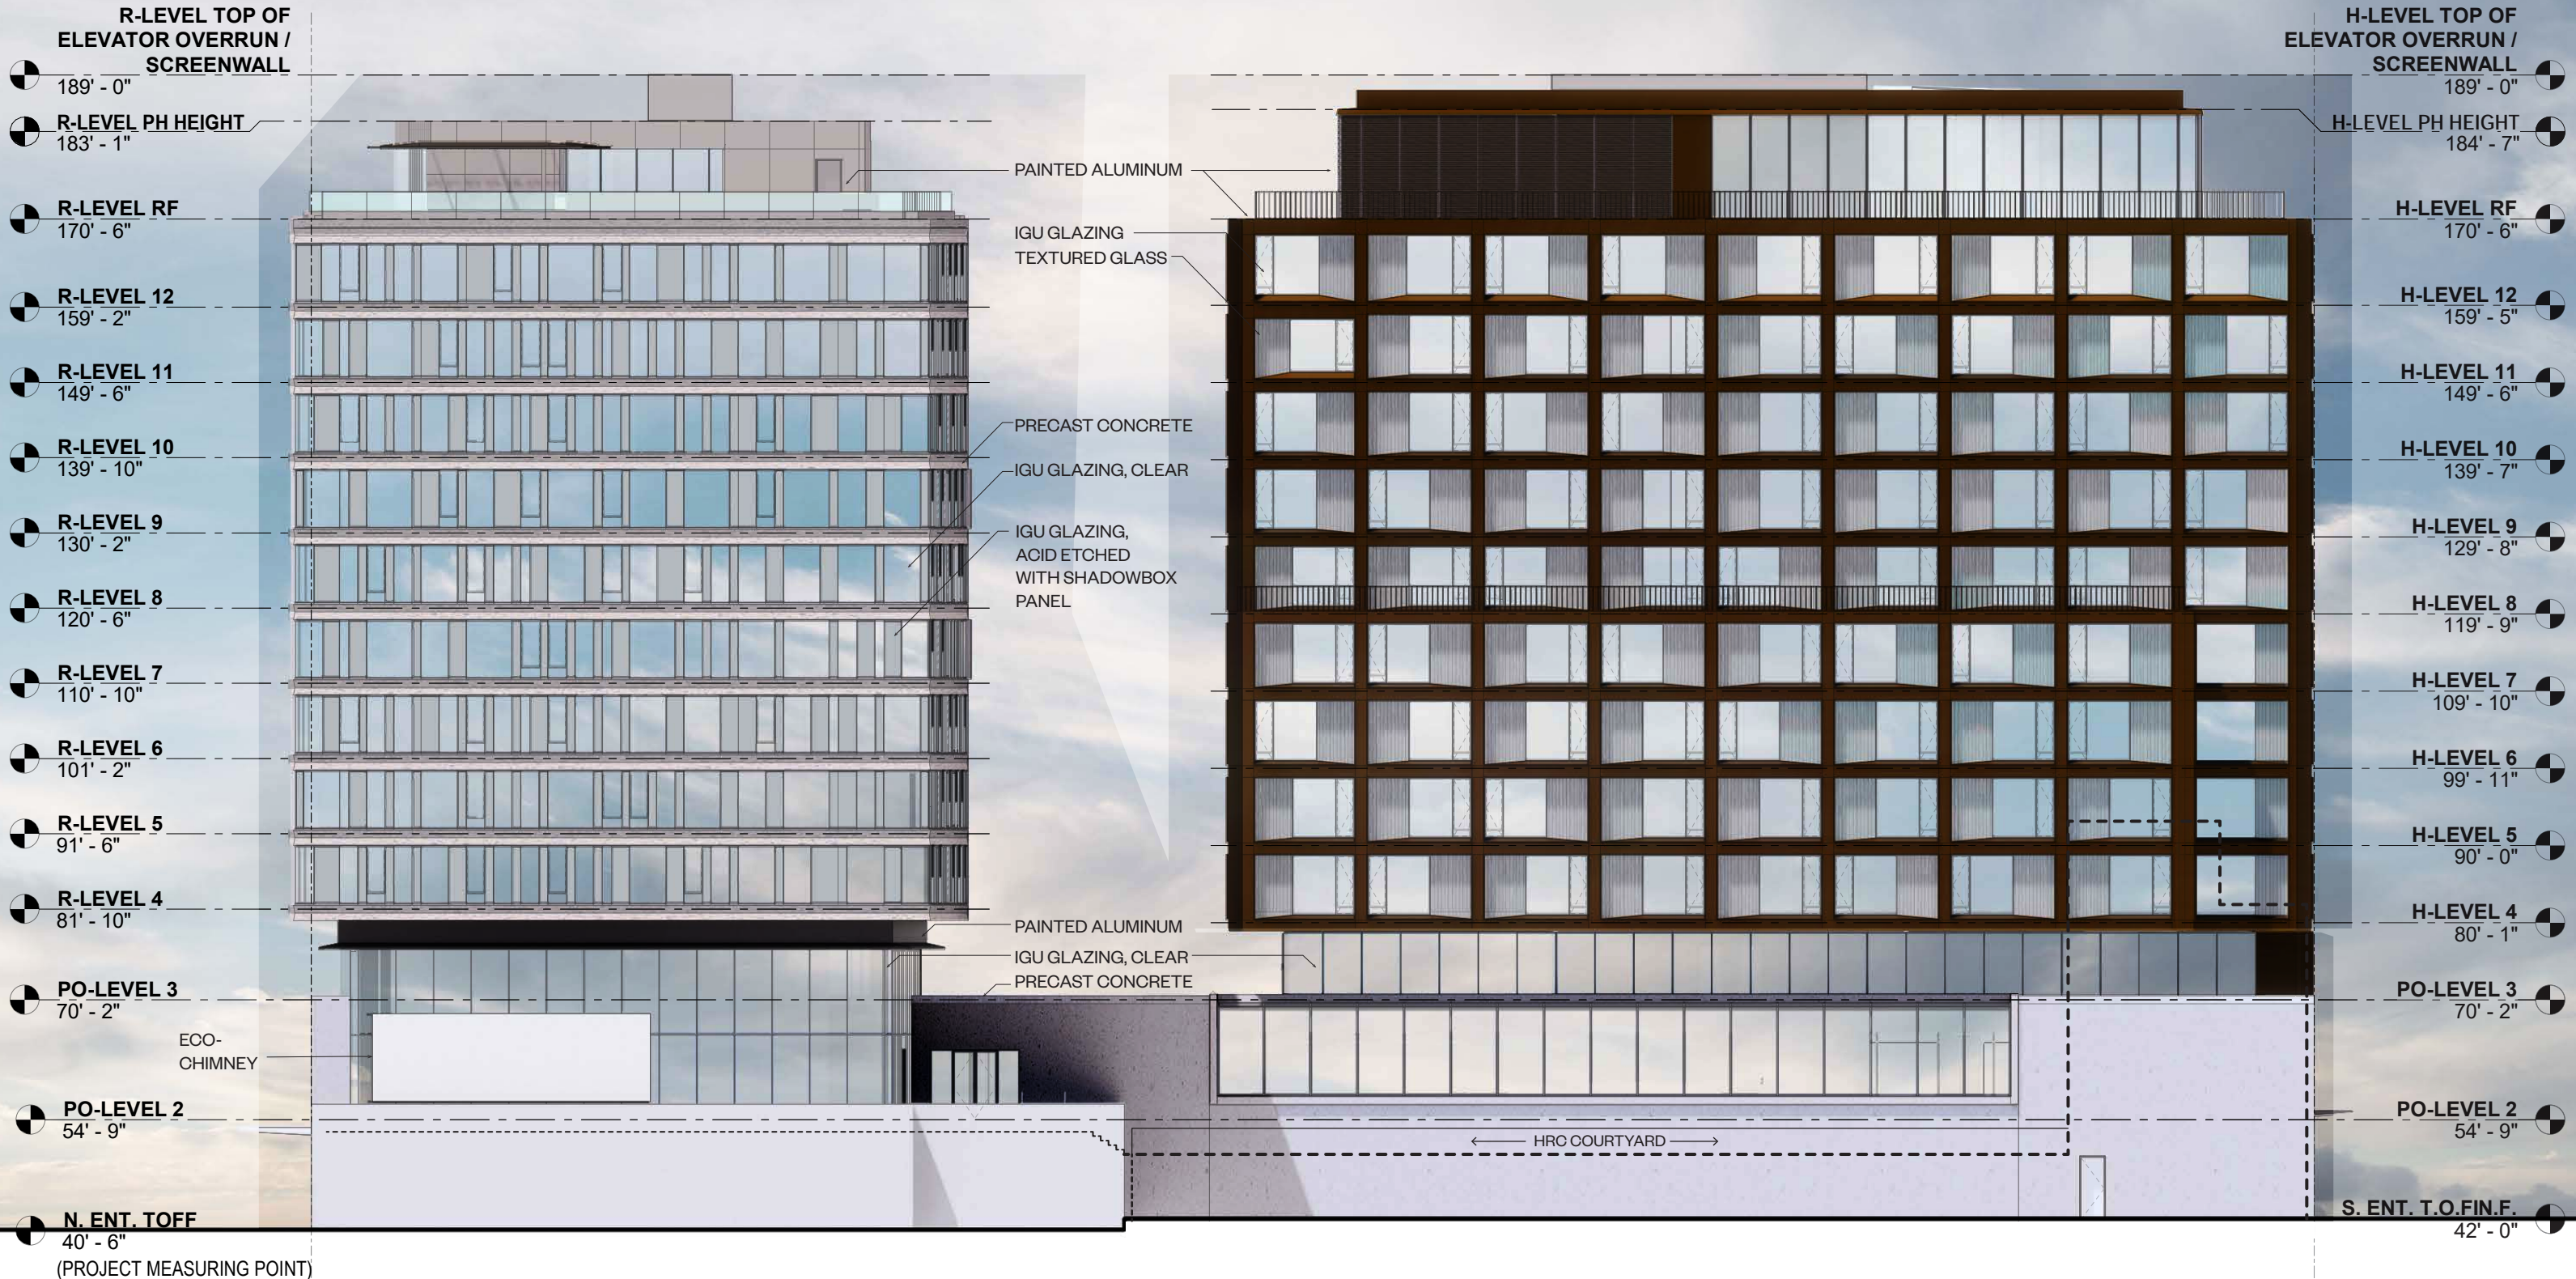 R-LEVEL TOP OF
ELEVATOR OVERRUN /
SCREENWALL
189' - 0"
R-LEVEL PH HEIGHT
183' - 1"
R-LEVEL RF
170' - 6"
R-LEVEL 12
159' - 2"
R-LEVEL 11
149' - 6"
R-LEVEL 10
139' - 10"
R-LEVEL 9
130' - 2"
R-LEVEL 8
120' - 6"
R-LEVEL 7
110' - 10"
R-LEVEL 6
101' - 2"
R-LEVEL 5
91' - 6"
R-LEVEL 4
81' - 10"
PO-LEVEL 3
70' - 2"
ECO-
CHIMNEY
PO-LEVEL 2
54' - 9"
N. ENT. TOFF
40' - 6"
(PROJECT MEASURING POINT)
PAINTED ALUMINUM
IGU GLAZING
TEXTURED GLASS
PRECAST CONCRETE
IGU GLAZING, CLEAR
IGU GLAZING,
ACID ETCHED
WITH SHADOWBOX
PANEL
PAINTED ALUMINUM
IGU GLAZING, CLEAR
PRECAST CONCRETE
HRC COURTYARD
H-LEVEL TOP OF
ELEVATOR OVERRUN /
SCREENWALL
189' - 0"
H-LEVEL PH HEIGHT
184' - 7"
H-LEVEL RF
170' - 6"
H-LEVEL 12
159' - 5"
H-LEVEL 11
149' - 6"
H-LEVEL 10
139' - 7"
H-LEVEL 9
129' - 8"
H-LEVEL 8
119' - 9"
H-LEVEL 7
109' - 10"
H-LEVEL 6
99' - 11"
H-LEVEL 5
90' - 0"
H-LEVEL 4
80' - 1"
PO-LEVEL 3
70' - 2"
PO-LEVEL 2
54' - 9"
S. ENT. T.O.FIN.F.
42' - 0"